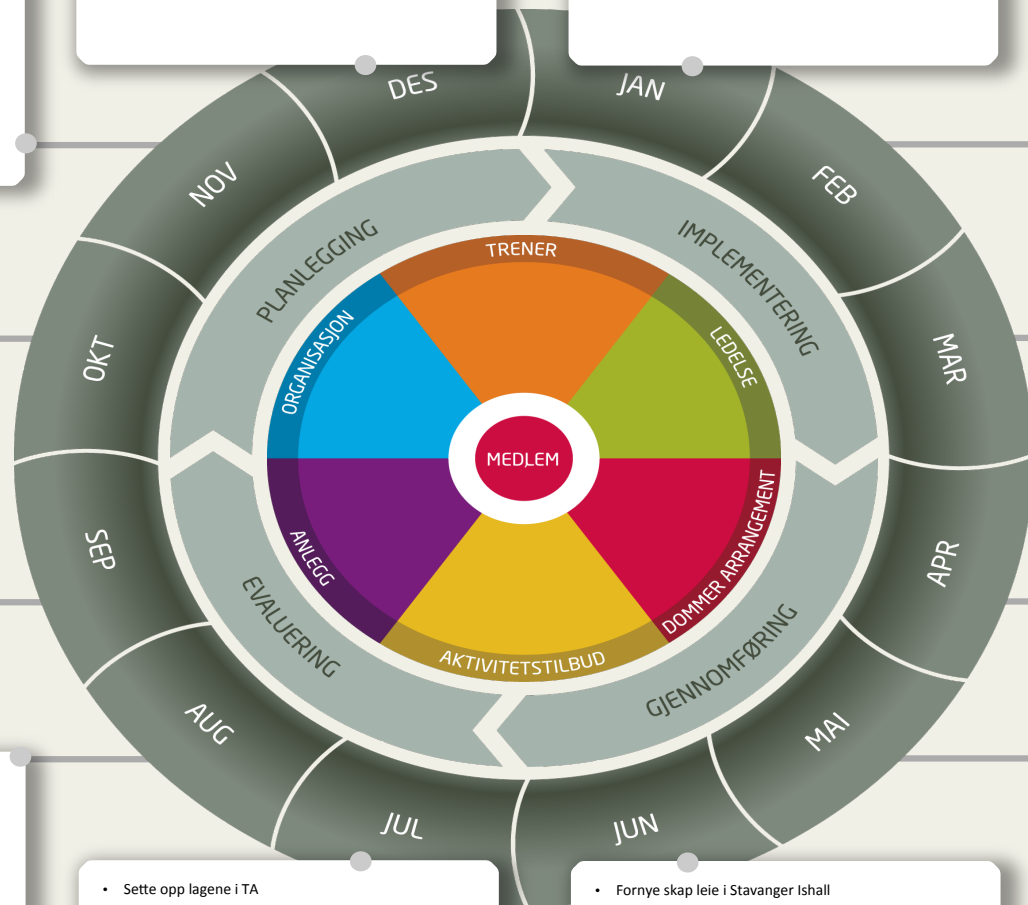 DES
JAN
NOV
FEB
OKT
MAR
SEP
APR
AUG
MAI
JUL
JUN
PLANLEGGING
IMPLEMENTERING
EVALUERING
GJENNOMFØRING
TRENER
ORGANISASJON
LEDELSE
MEDLEM
ANLEGG
DOMMER ARRANGEMENT
AKTIVITETSTILBUD
• Sette opp lagene i TA
• Fornye skap leie i Stavanger Ishall